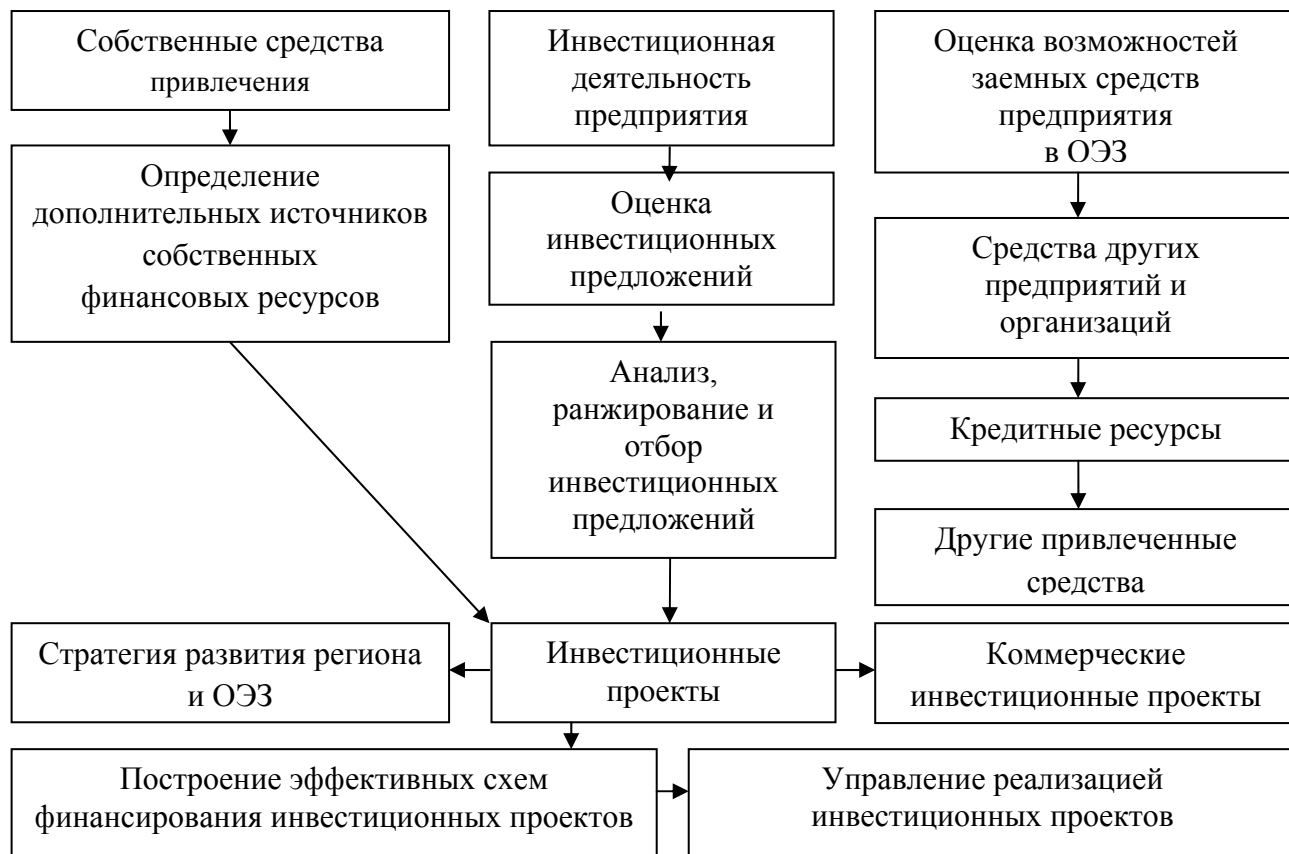 Собственные средства
привлечения
Определение
дополнительных источников
собственных
финансовых ресурсов
Инвестиционная
деятельность
предприятия
Оценка
инвестиционных
предложений
Анализ,
ранжирование и
отбор
инвестиционных
предложений
Оценка возможностей
заемных средств
предприятия
в ОЭЗ
Средства других
предприятий и
организаций
Кредитные ресурсы
Другие привлеченные
средства
Стратегия развития региона
и ОЭЗ
Инвестиционные
проекты
Коммерческие
инвестиционные проекты
Построение эффективных схем
финансирования инвестиционных проектов
Управление реализацией
инвестиционных проектов